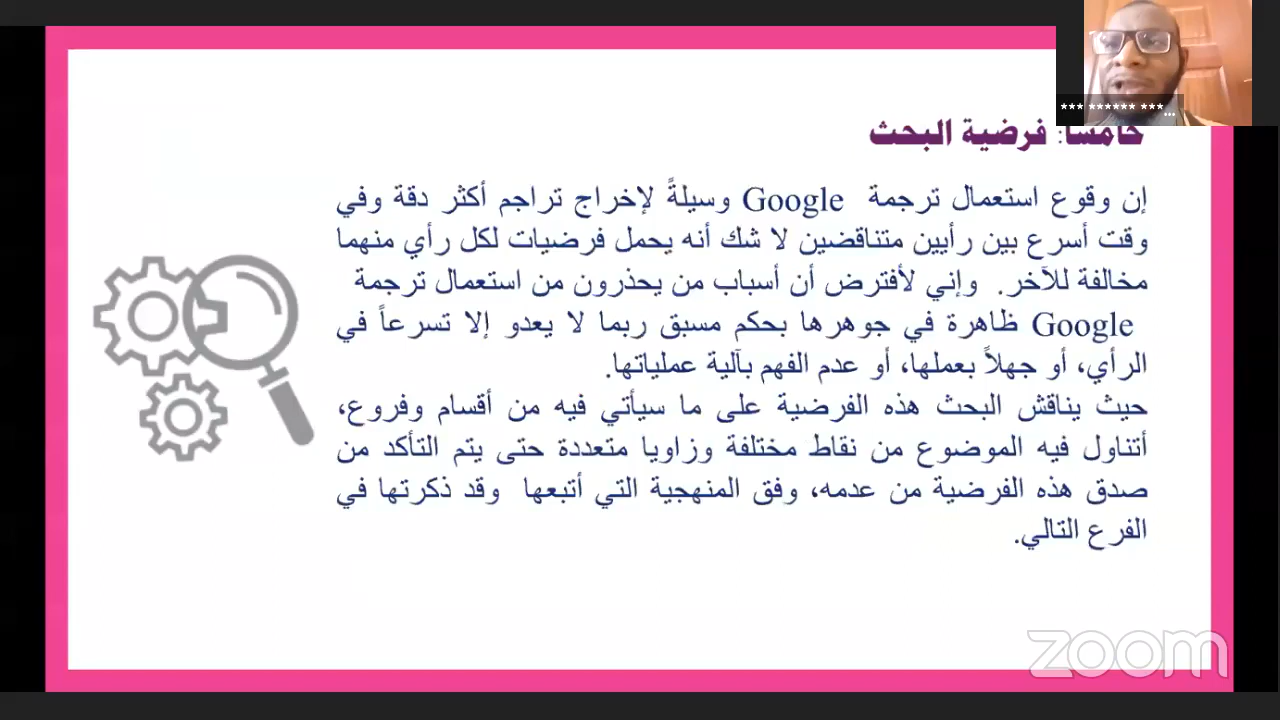 *** ****** ***...
خامسا: فرضية البحث
إن وقوع استعمال ترجمة Google وسيلةً لإخراج تراجم أكثر دقة وفي
وقت أسرع بين رأيين متناقضين لا شك أنه يحمل فرضيات لكل رأي منهما
مخالفة للآخر. وإني لأفترض أن أسباب من يحذرون من استعمال ترجمة
Google ظاهرة في جوهرها بحكم مسبق ربما لا يعدو إلا تسرعاً في
الرأي، أو جهلاً بعملها، أو عدم الفهم بآلية عملياتها.
حيث يناقش البحث هذه الفرضية على ما سيأتي فيه من أقسام وفروع،
أتناول فيه الموضوع من نقاط مختلفة وزاويا متعددة حتى يتم التأكد من
صدق هذه الفرضية من عدمه، وفق المنهجية التي أتبعها وقد ذكرتها في
الفرع التالي.
zoom